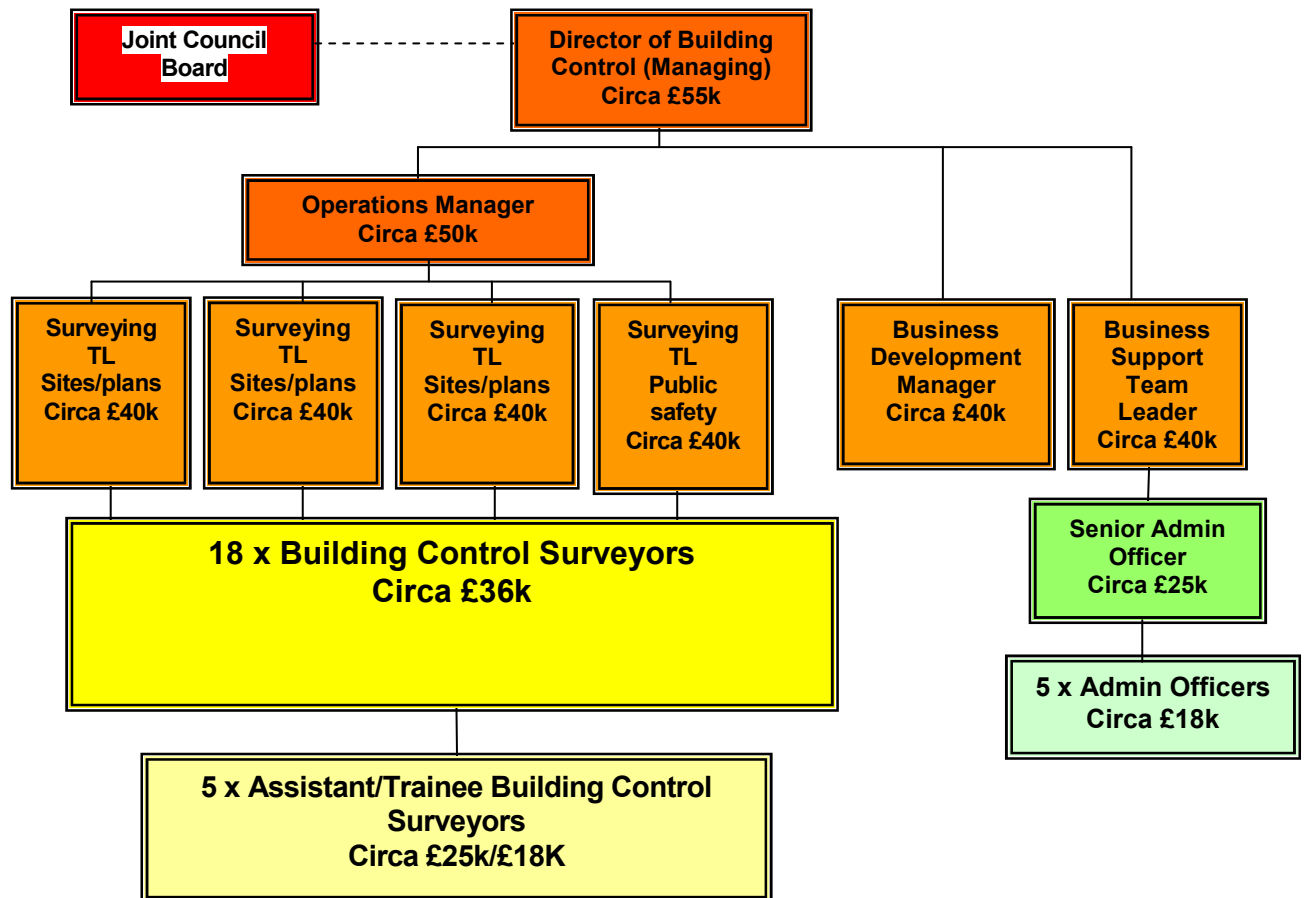 Joint Council
Board
Director of Building
Control (Managing)
Circa £55k
Operations Manager
Circa £50k
Surveying
TL
Sites/plans
Circa £40k
Surveying
TL
Sites/plans
Circa £40k
Surveying
TL
Sites/plans
Circa £40k
Surveying
TL
Public
safety
Circa £40k
Business
Development
Manager
Circa £40k
Business
Support
Team
Leader
Circa £40k
18 x Building Control Surveyors
Circa £36k
Senior Admin
Officer
Circa £25k
5 x Admin Officers
Circa £18k
5 x Assistant/Trainee Building Control
Surveyors
Circa £25k/£18K